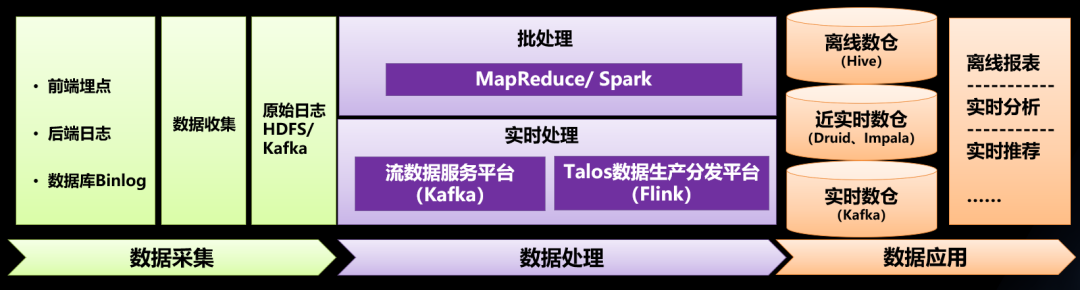 • 前端埋点
• 后端日志
• 数据库Binlog
数据收集
原始日志
HDFS/
Kafka
批处理
MapReduce/ Spark
实时处理
流数据服务平台
（Kafka）
Talos数据生产分发平台
（Flink）
离线数仓
（Hive）
近实时数仓
（Druid、Impala）
实时数仓
（Kafka）
离线报表
实时分析
实时推荐
……
数据采集
数据处理
数据应用